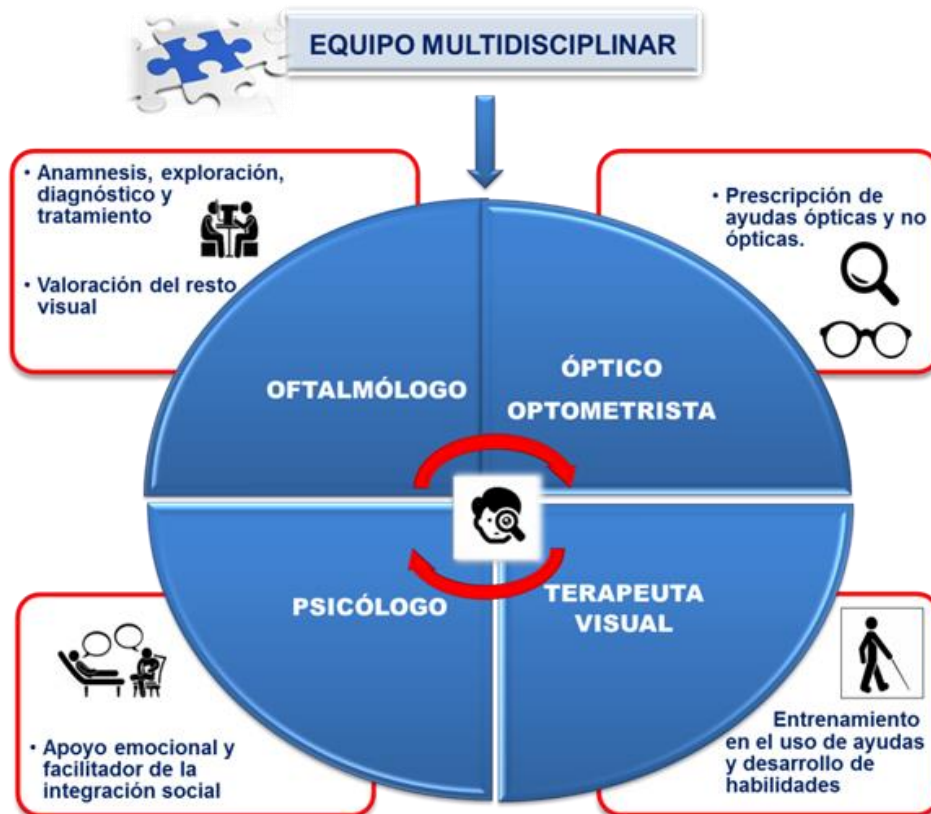 EQUIPO MULTIDISCIPLINAR
• Anamnesis, exploración,
diagnóstico y
tratamiento
• Valoración del resto
visual
• Prescripción de
ayudas ópticas y no
ópticas.
OFTALMÓLOGO
ÓPTICO
OPTOMETRISTA
PSICÓLOGO
TERAPEUTA
VISUAL
• Apoyo emocional y
facilitador de la
integración social
Entrenamiento
en el uso de ayudas
y desarrollo de
habilidades